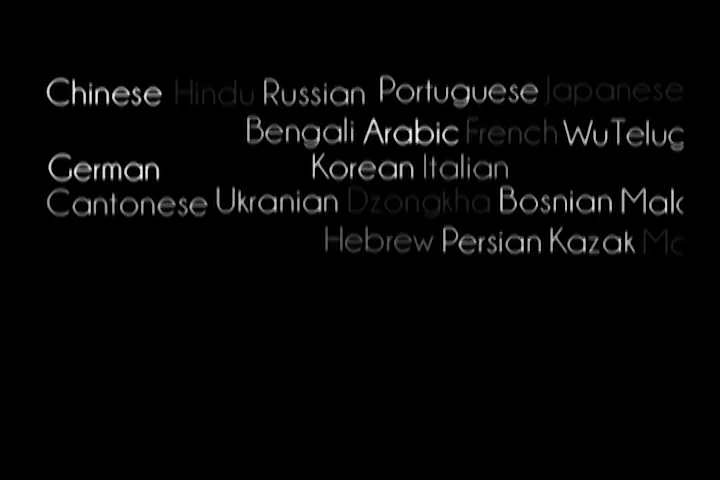 Chinese Hindu Russian Portuguese Japanese
Bengali Arabic French Wu Telug
German Korean Italian
Cantonese Ukranian Dzongkha Bosnian
Hebrew Persian Kazak